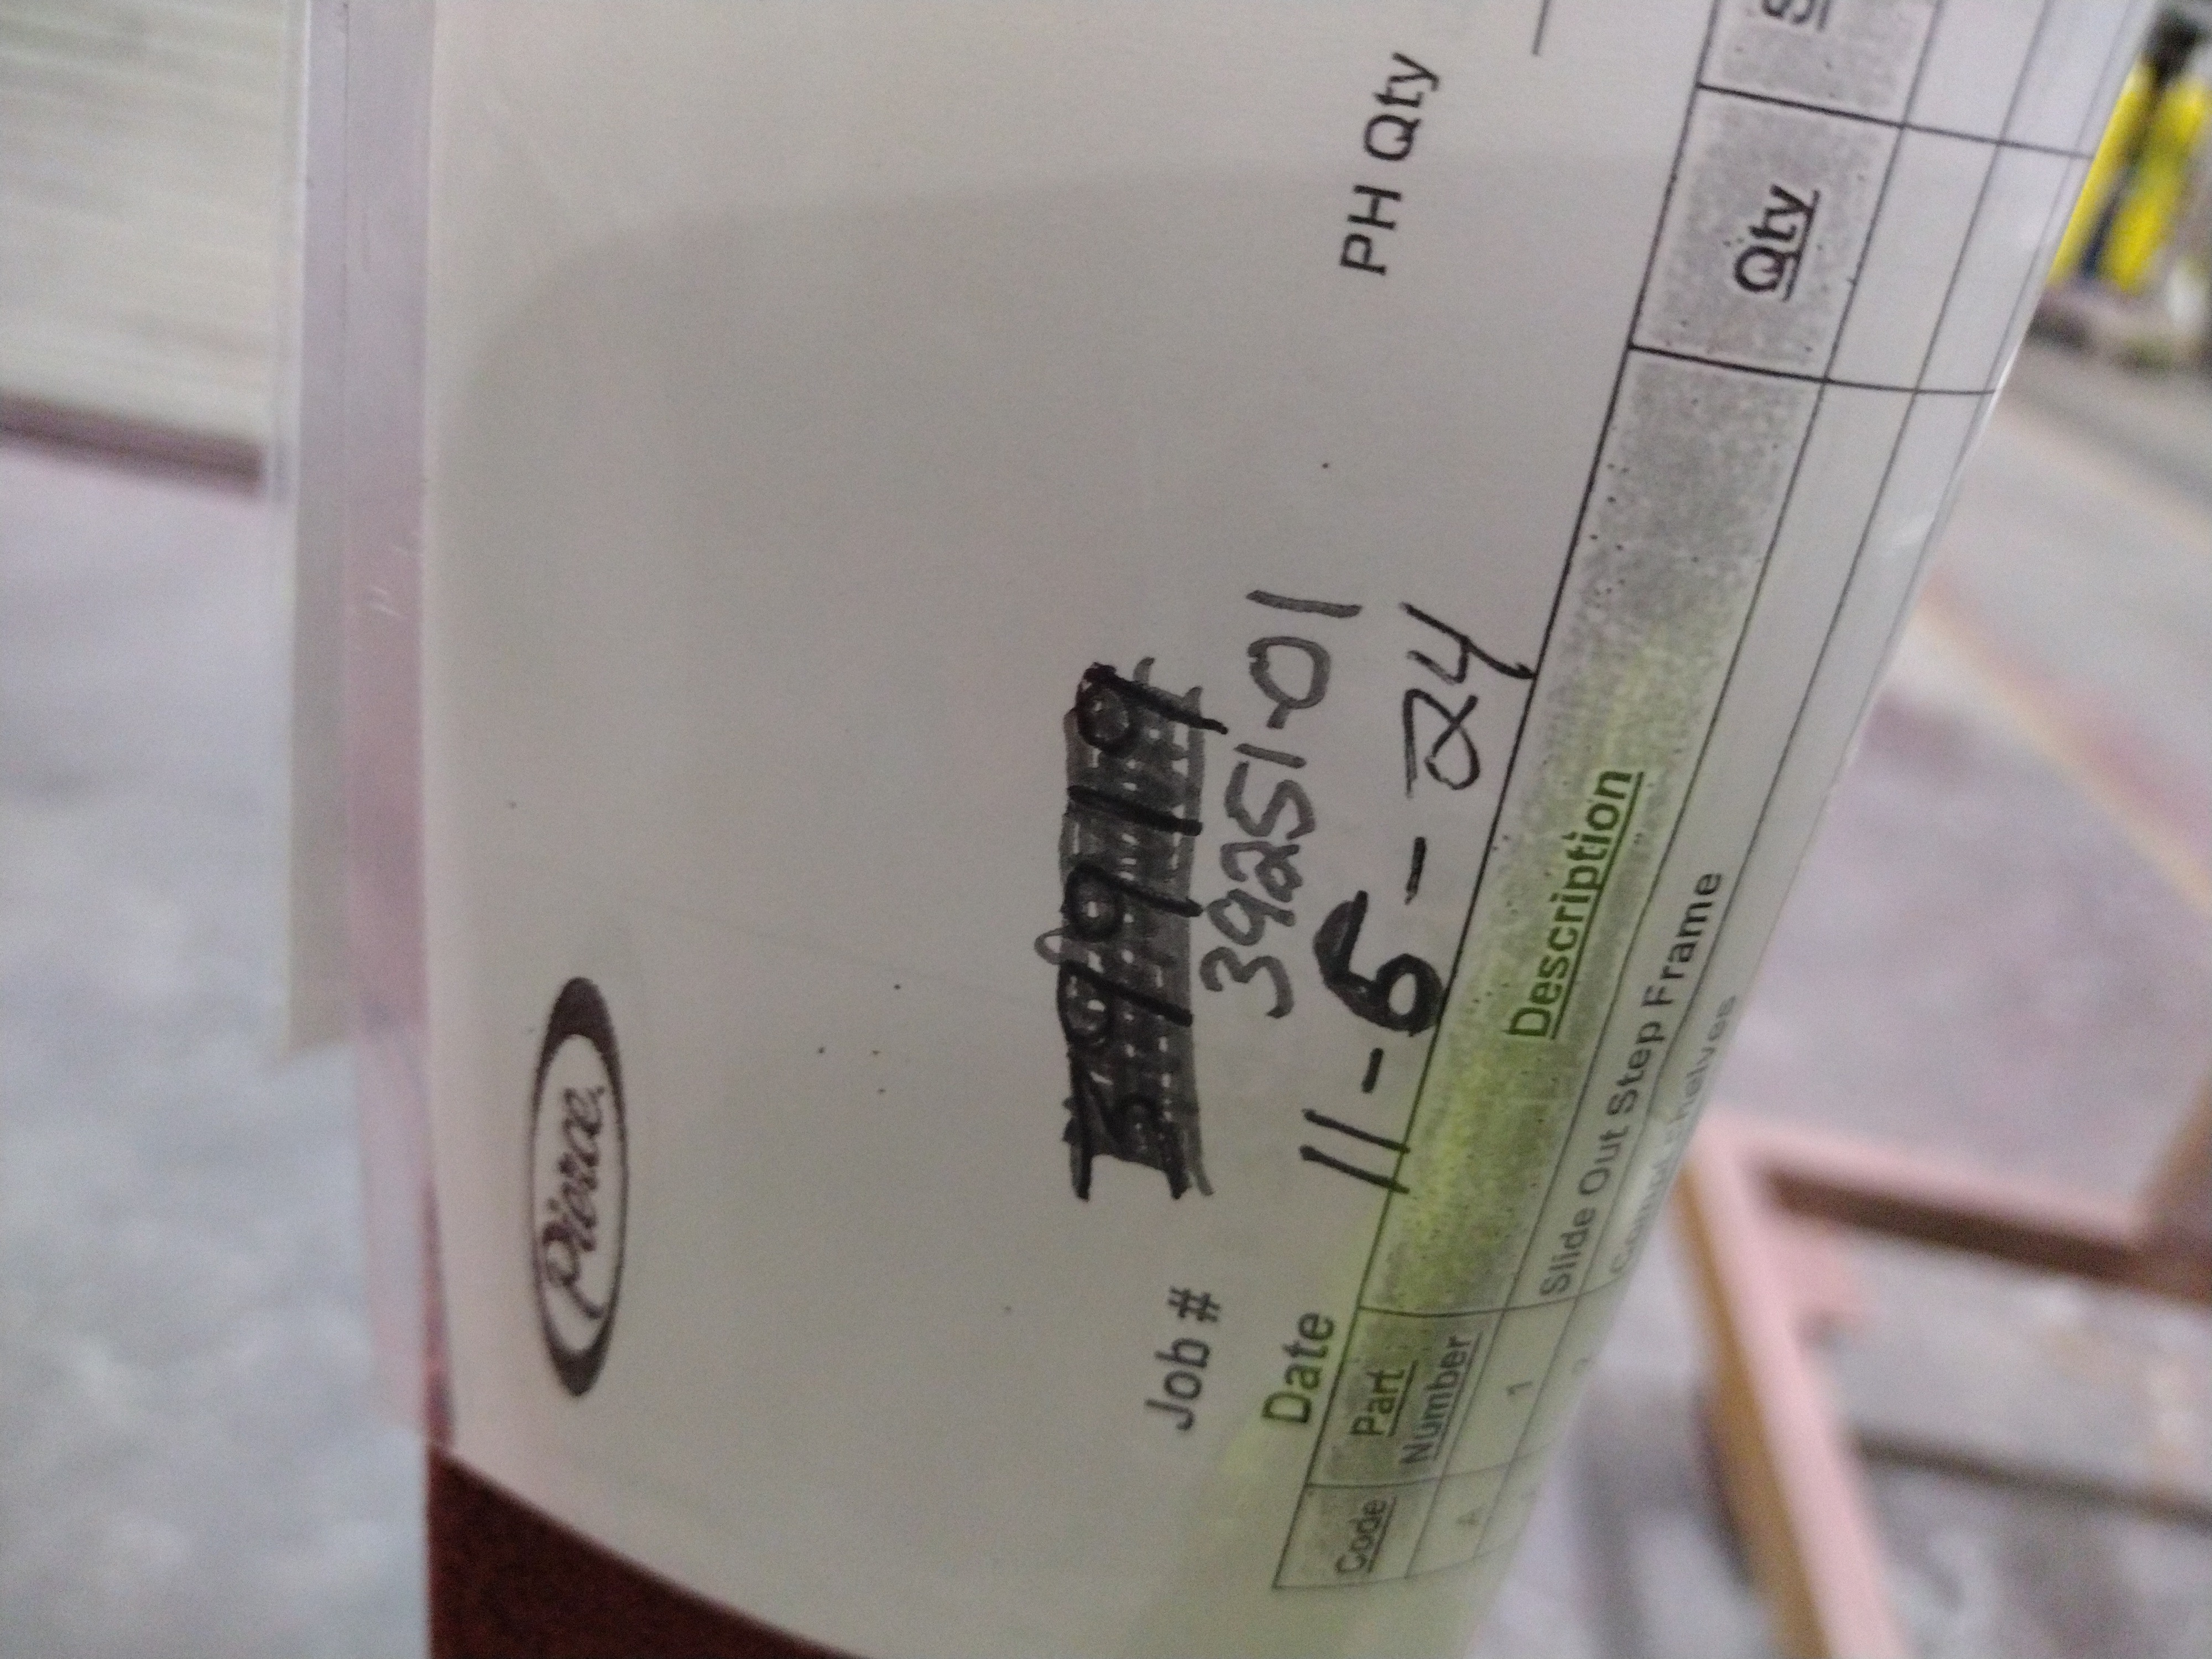 Pierce
Job #
39251-01
PH Qty
Date 11-6-24
Code Part Number Description Qty
A 1 Slide Out Step Frame
Shelves